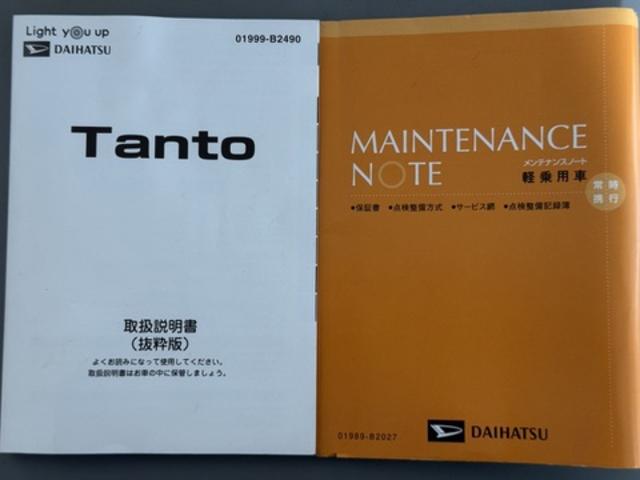 Light you up
DAIHATSU
01999-B2490
Tanto
取扱説明書
（抜粋版）
よくお読みになって使用してください。
取扱説明書はお車の中に保管しましょう。
MAINTENANCE
NOTE
メンテナンスノート
軽乗用車
常時
携行
●保証書 ●点検整備方式 ●サービス網 ●点検整備記録簿
01989-B2027
DAIHATSU